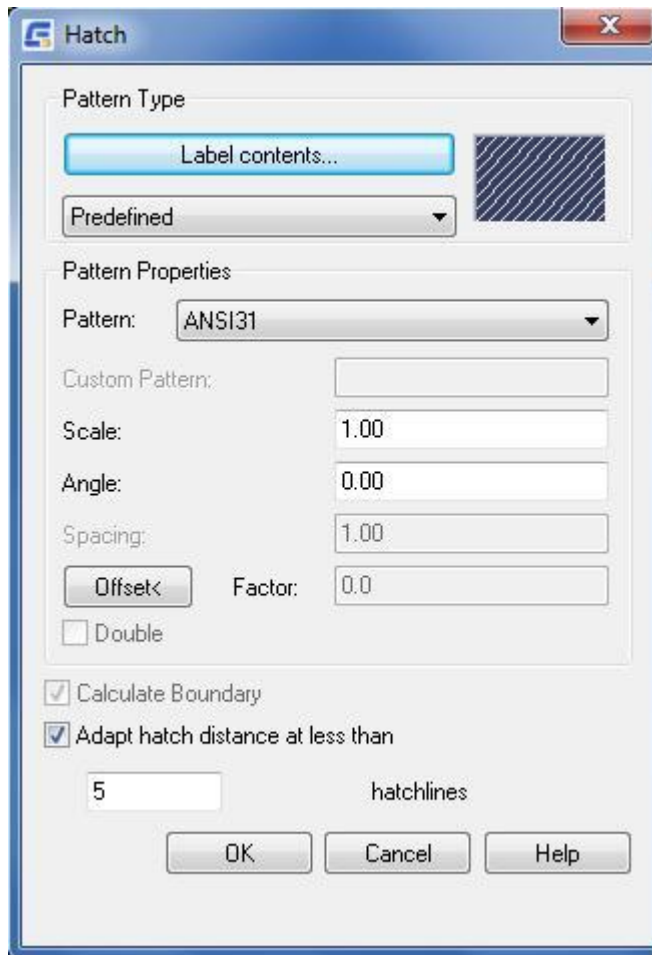 Hatch
Pattern Type
Label contents...
Predefined
Pattern Properties
Pattern: ANSI31
Custom Pattern:
Scale: 1.00
Angle: 0.00
Spacing: 1.00
Offset< Factor: 0.0
Double
Calculate Boundary
Adapt hatch distance at less than
5 hatchlines
OK Cancel Help